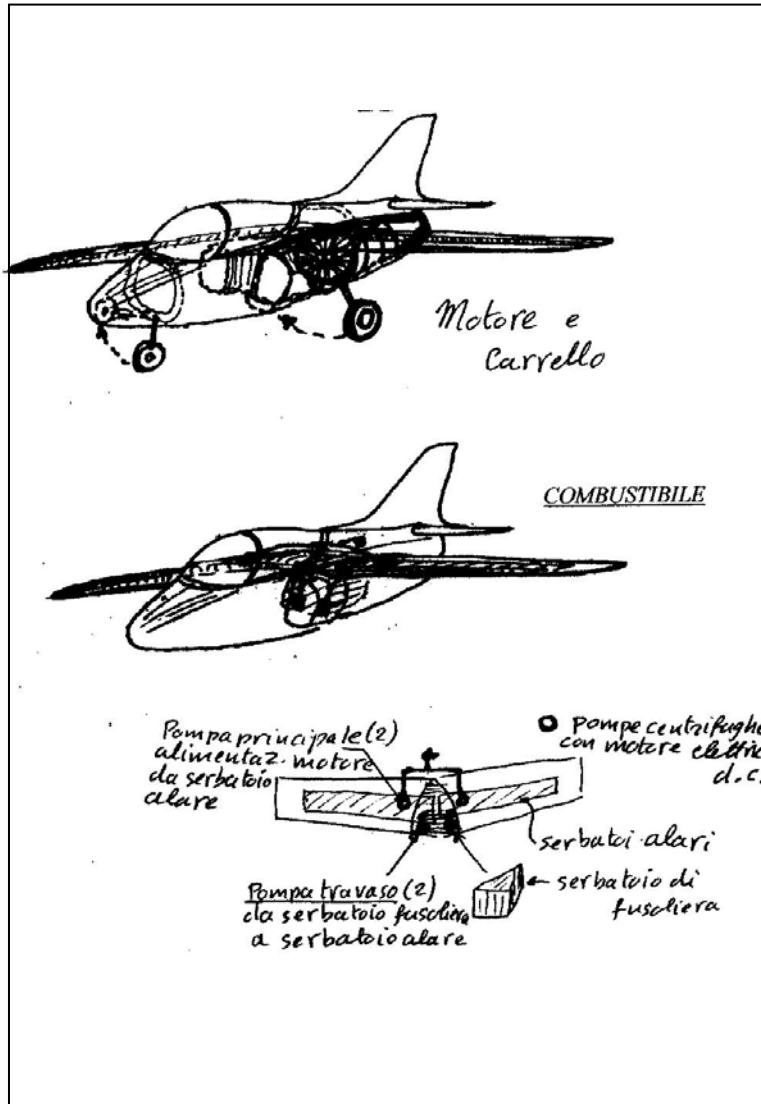 Motore e
Carrello
COMBUSTIBILE
Pompa principale (2)
alimentaz. motore
da serbatoio
alare
pompe centrifughe
con motore elettric
d.c.
serbatoi alari
serbatoio di
fusoliera
Pompa travaso (2)
da serbatoio fusoliera
a serbatoio alare